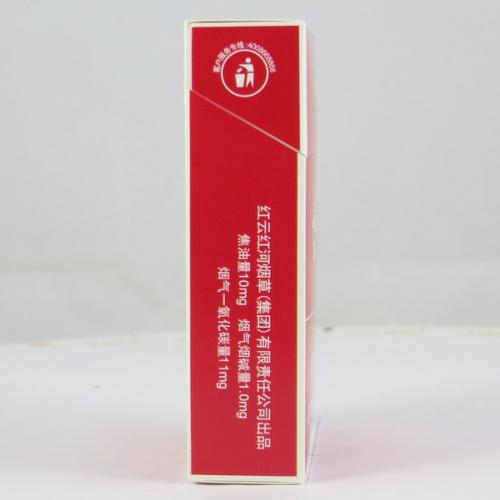 客户服务专线:4008668866
红云红河烟草(集团)有限责任公司出品
焦油量10mg 烟气烟碱量1.0mg
烟气一氧化碳量11mg